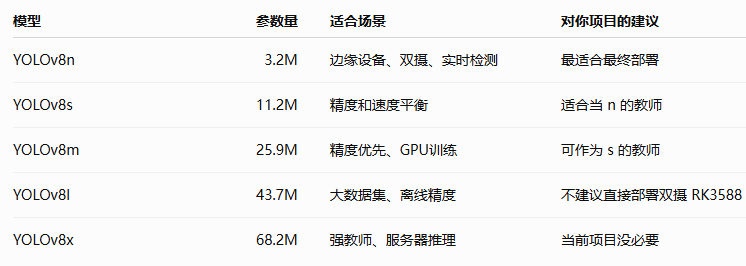 模型 参数量 适合场景 对你项目的建议
YOLOv8n 3.2M 边缘设备、双摄、实时检测 最适合最终部署
YOLOv8s 11.2M 精度和速度平衡 适合当 n 的教师
YOLOv8m 25.9M 精度优先、GPU训练 可作为 s 的教师
YOLOv8l 43.7M 大数据集、离线精度 不建议直接部署双摄 RK3588
YOLOv8x 68.2M 强教师、服务器推理 当前项目没必要